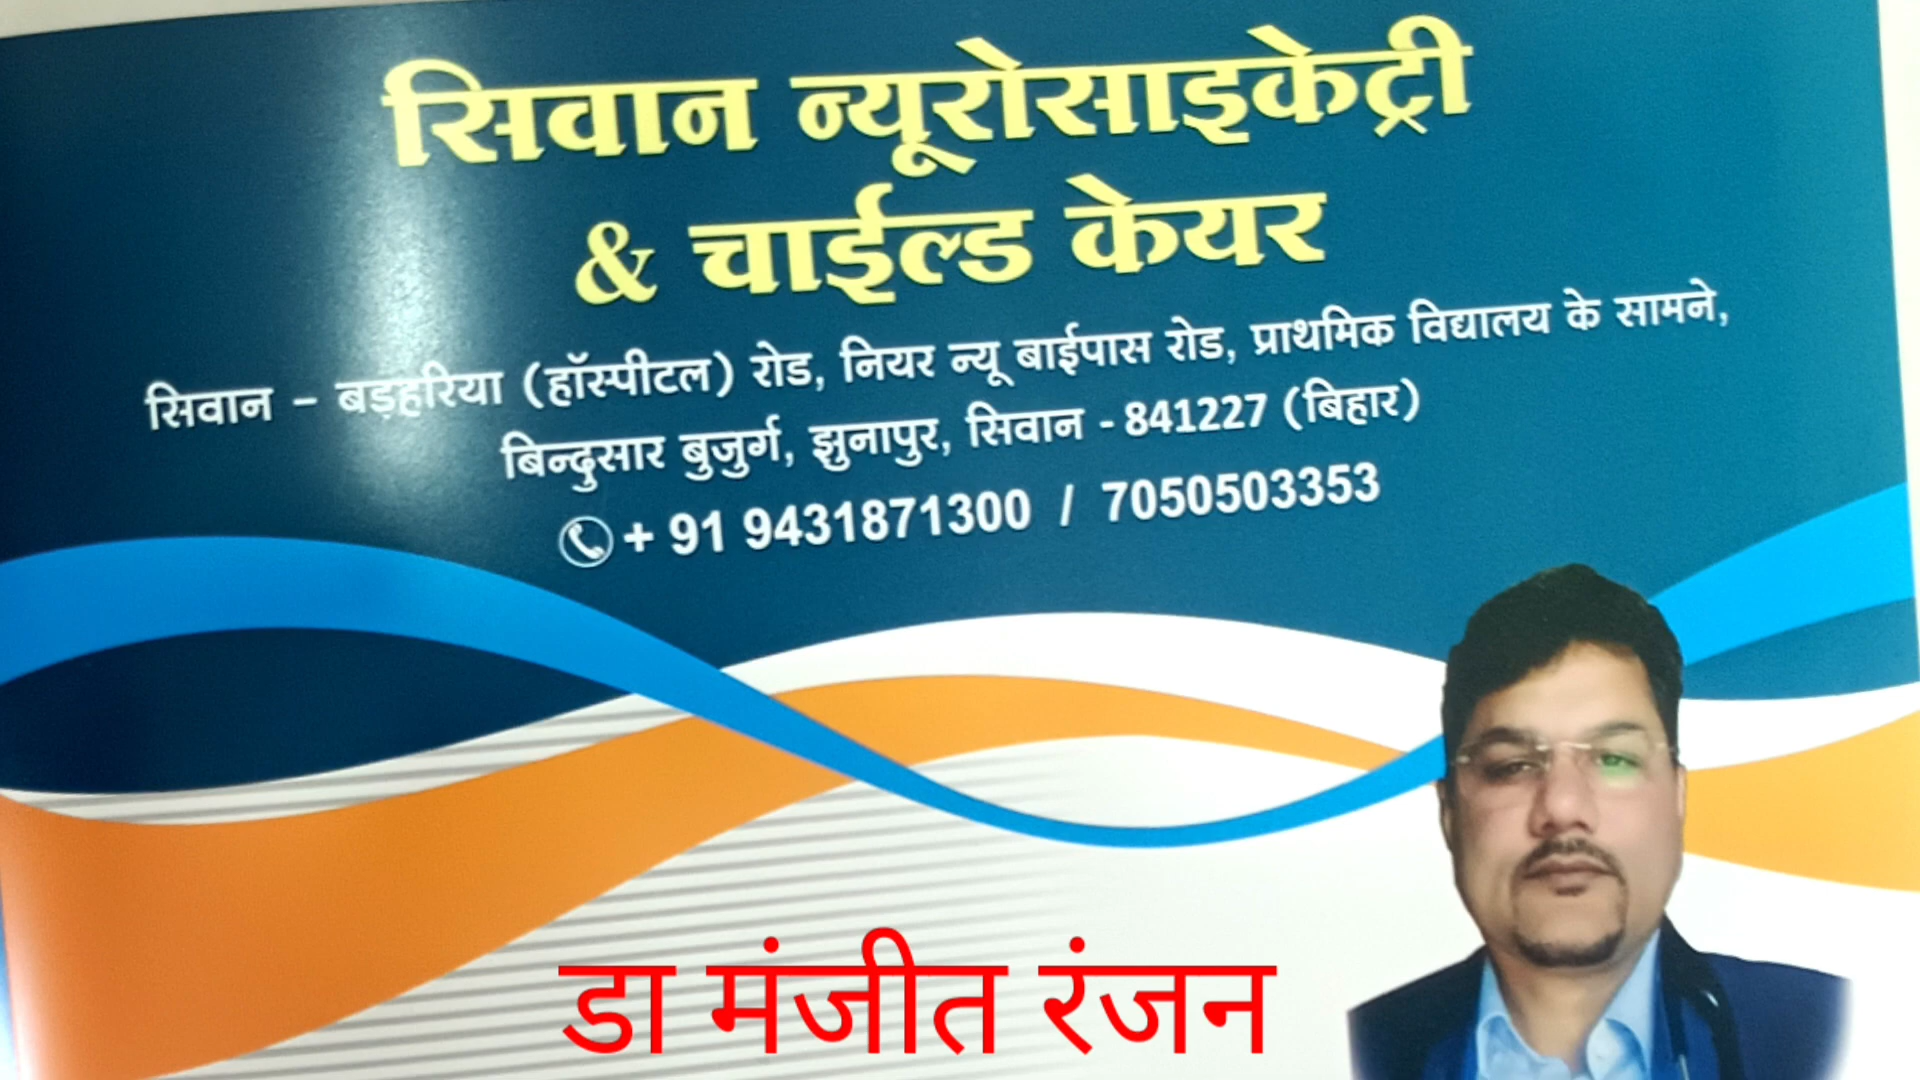 सिवान न्यूरोसाइकेट्री
& चाईल्ड केयर
सिवान – बड़हरिया (हॉस्पीटल) रोड, नियर न्यू बाईपास रोड, प्राथमिक विद्यालय के सामने,
बिन्दुसार बुजुर्ग, झुनापुर, सिवान - 841227 (बिहार)
+ 91 9431871300 / 7050503353
डा मंजीत रंजन